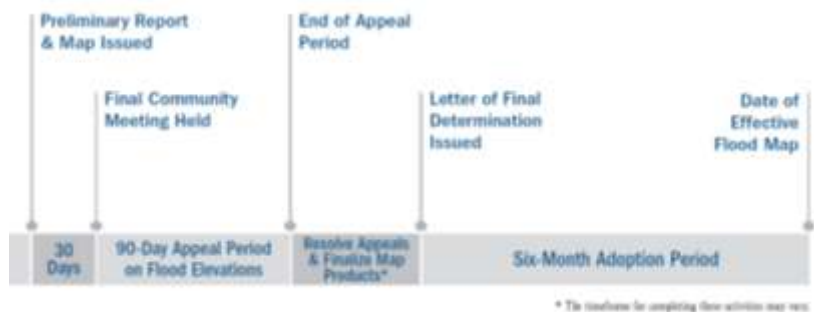 Preliminary Report
& Map Issued
End of Appeal
Period
Final Community
Meeting Held
Letter of Final
Determination
Issued
Date of
Effective
Flood Map
30
Days
90-Day Appeal Period
on Flood Elevations
Resolve Appeals
& Finalize Map
Products*
Six-Month Adoption Period
* The timeframe for completing these activities may vary.